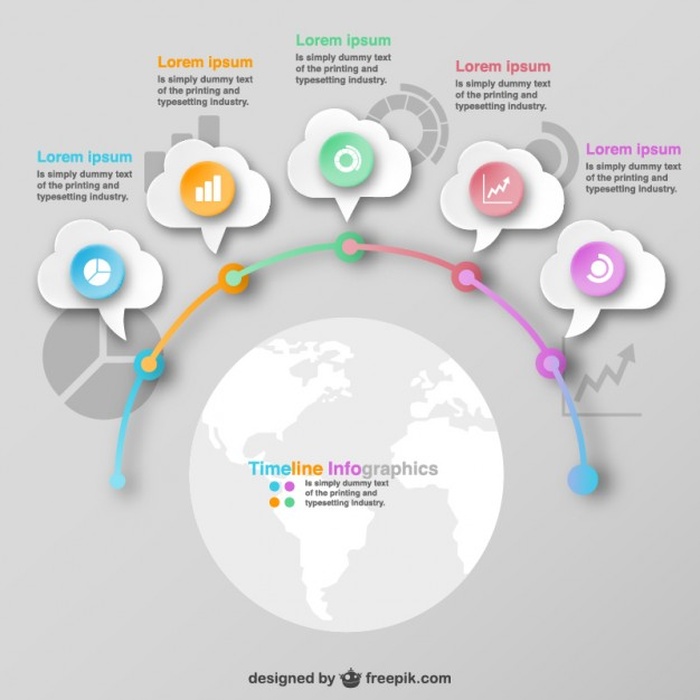 Lorem ipsum
Is simply dummy text
of the printing and
typesetting industry.
Lorem ipsum
Is simply dummy text
of the printing and
typesetting industry.
Lorem ipsum
Is simply dummy text
of the printing and
typesetting industry.
Lorem ipsum
Is simply dummy text
of the printing and
typesetting industry.
Lorem ipsum
Is simply dummy text
of the printing and
typesetting industry.
Timeline Infographics
Is simply dummy text
of the printing and
typesetting industry.
designed by freepik.com